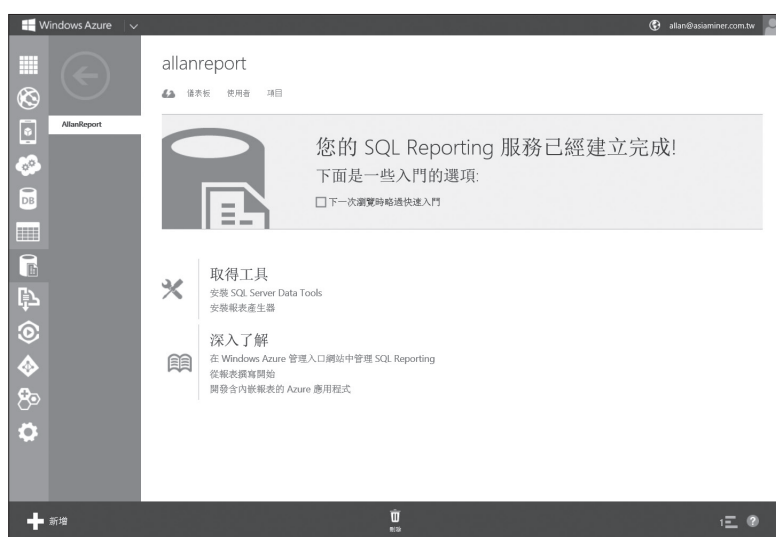 Windows Azure
allan@asiaminer.com.tw
allanreport
儀表板 使用者 項目
AllanReport
您的 SQL Reporting 服務已經建立完成!
下面是一些入門的選項:
下一次瀏覽時略過快速入門
DB
取得工具
安裝 SQL Server Data Tools
安裝報表產生器
深入了解
在 Windows Azure 管理入口網站中管理 SQL Reporting
從報表撰寫開始
開發含內嵌報表的 Azure 應用程式
新增
刪除
1
?